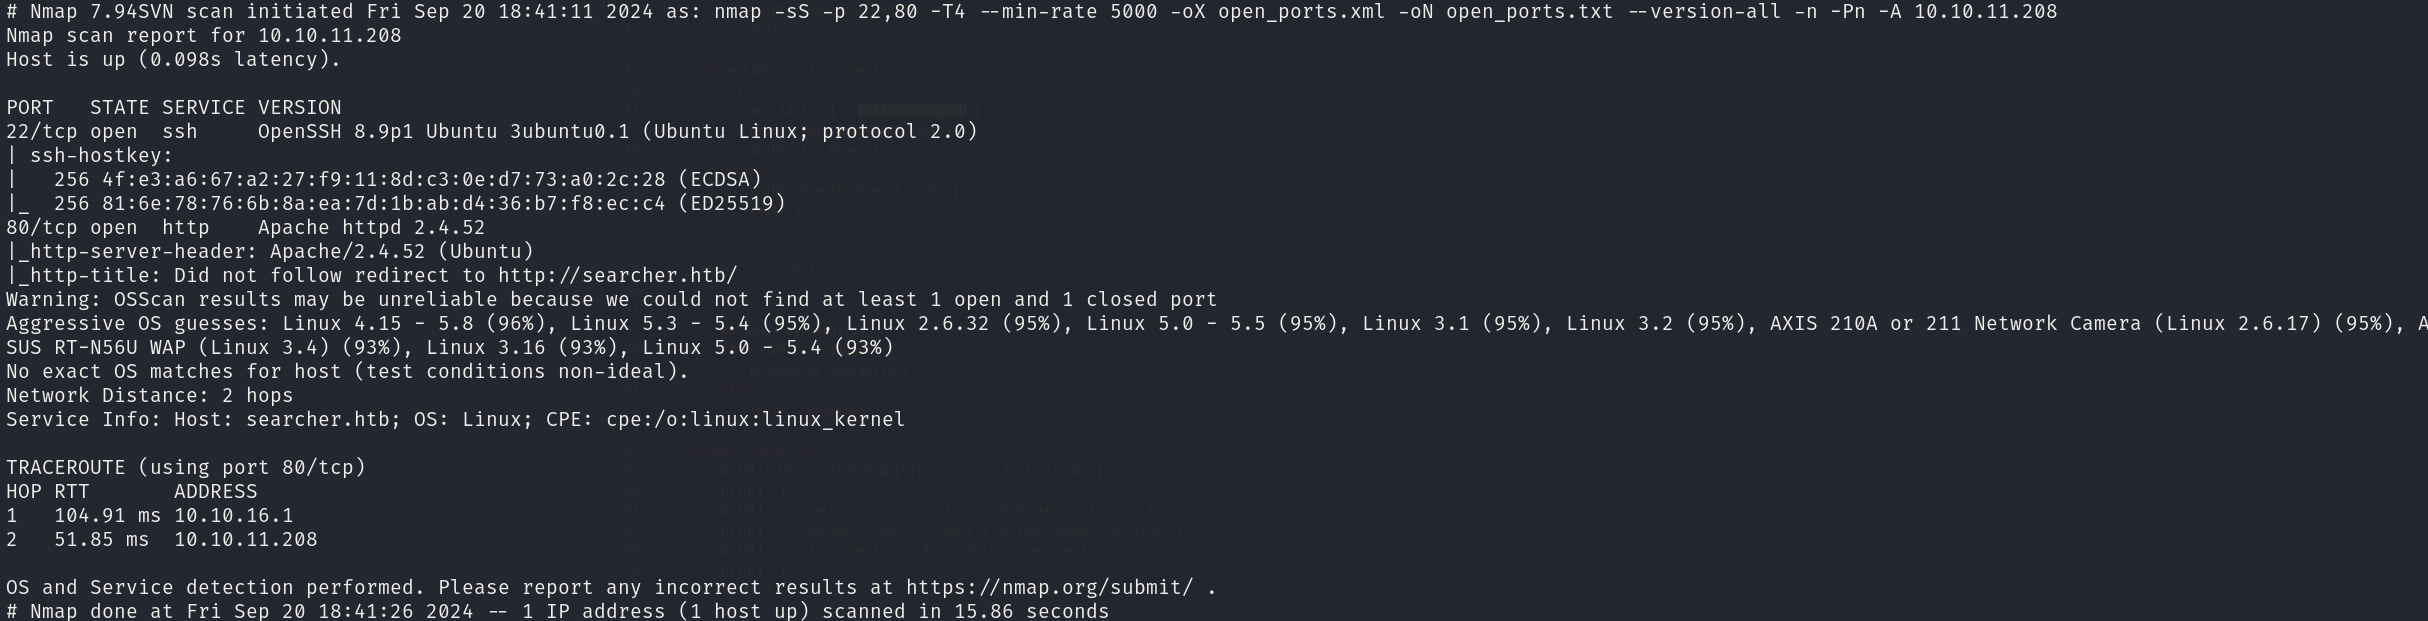 # Nmap 7.94SVN scan initiated Fri Sep 20 18:41:11 2024 as: nmap -sS -p 22,80 -T4 --min-rate 5000 -oX open_ports.xml -oN open_ports.txt --version-all -n -Pn -A 10.10.11.208
Nmap scan report for 10.10.11.208
Host is up (0.098s latency).

PORT   STATE SERVICE VERSION
22/tcp open  ssh     OpenSSH 8.9p1 Ubuntu 3ubuntu0.1 (Ubuntu Linux; protocol 2.0)
| ssh-hostkey:
|   256 4f:e3:a6:67:a2:27:f9:11:8d:c3:0e:d7:73:a0:2c:28 (ECDSA)
|_  256 81:6e:78:76:6b:8a:ea:7d:1b:ab:d4:36:b7:f8:ec:c4 (ED25519)
80/tcp open  http    Apache httpd 2.4.52
|_http-server-header: Apache/2.4.52 (Ubuntu)
|_http-title: Did not follow redirect to http://searcher.htb/
Warning: OSScan results may be unreliable because we could not find at least 1 open and 1 closed port
Aggressive OS guesses: Linux 4.15 - 5.8 (96%), Linux 5.3 - 5.4 (95%), Linux 2.6.32 (95%), Linux 5.0 - 5.5 (95%), Linux 3.1 (95%), Linux 3.2 (95%), AXIS 210A or 211 Network Camera (Linux 2.6.17) (95%), A
SUS RT-N56U WAP (Linux 3.4) (93%), Linux 3.16 (93%), Linux 5.0 - 5.4 (93%)
No exact OS matches for host (test conditions non-ideal).
Network Distance: 2 hops
Service Info: Host: searcher.htb; OS: Linux; CPE: cpe:/o:linux:linux_kernel

TRACEROUTE (using port 80/tcp)
HOP RTT       ADDRESS
1   104.91 ms 10.10.16.1
2   51.85 ms  10.10.11.208

OS and Service detection performed. Please report any incorrect results at https://nmap.org/submit/ .
# Nmap done at Fri Sep 20 18:41:26 2024 -- 1 IP address (1 host up) scanned in 15.86 seconds